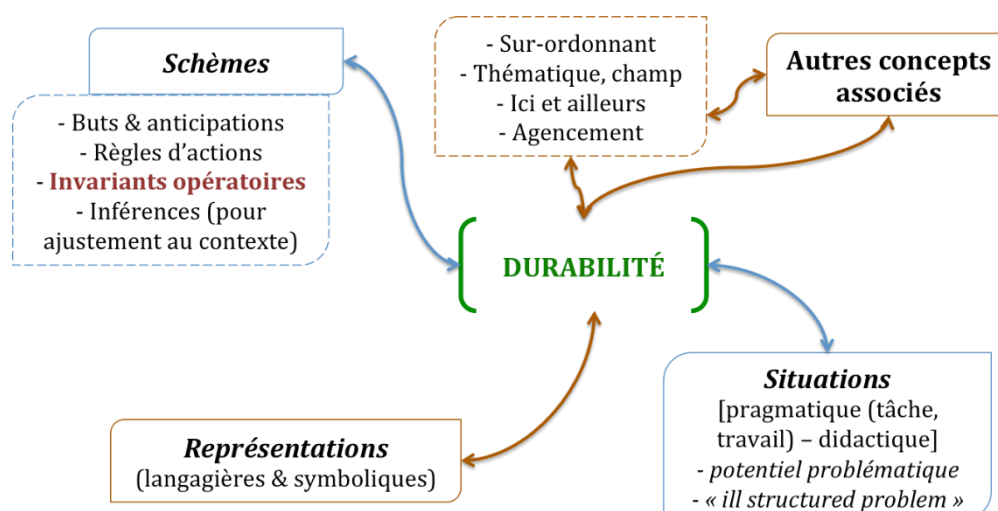 Schèmes
- Buts & anticipations
- Règles d’actions
- Invariants opératoires
- Inférences (pour
ajustement au contexte)
- Sur-ordonnant
- Thématique, champ
- Ici et ailleurs
- Agencement
Autres concepts
associés
DURABILITÉ
Représentations
(langagières & symboliques)
Situations
[pragmatique (tâche,
travail) – didactique]
- potentiel problématique
- « ill structured problem »